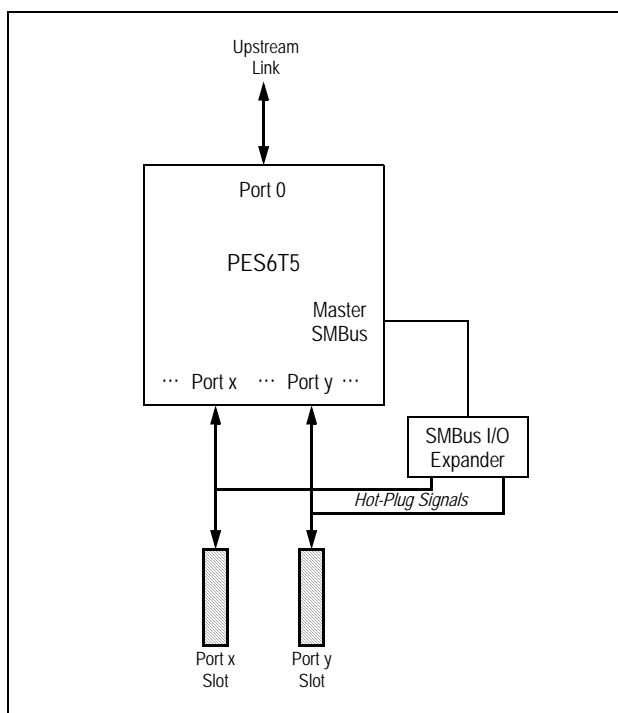 Upstream
Link
Port 0
PES6T5
Master
SMBus
··· Port x ··· Port y ···
SMBus I/O
Expander
Hot-Plug Signals
Port x
Slot
Port y
Slot